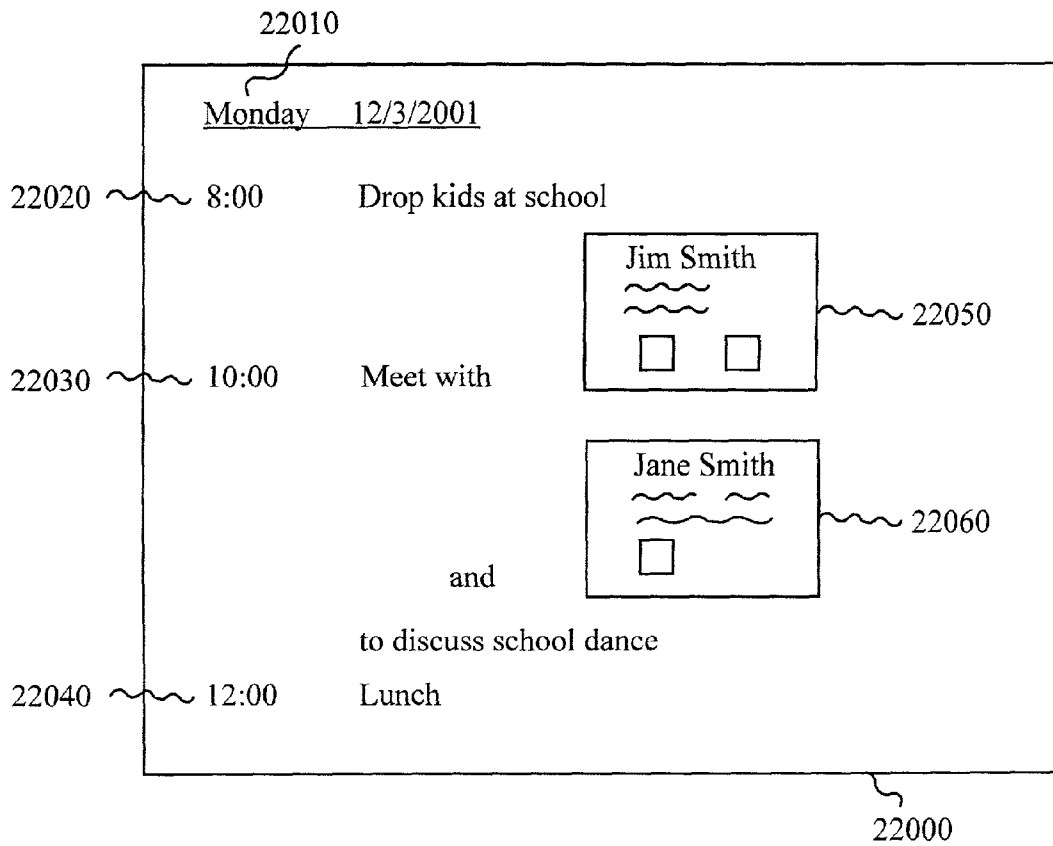 22010
Monday 12/3/2001
22020 8:00 Drop kids at school
Jim Smith
22050
22030 10:00 Meet with
Jane Smith
22060
and
to discuss school dance
22040 12:00 Lunch
22000